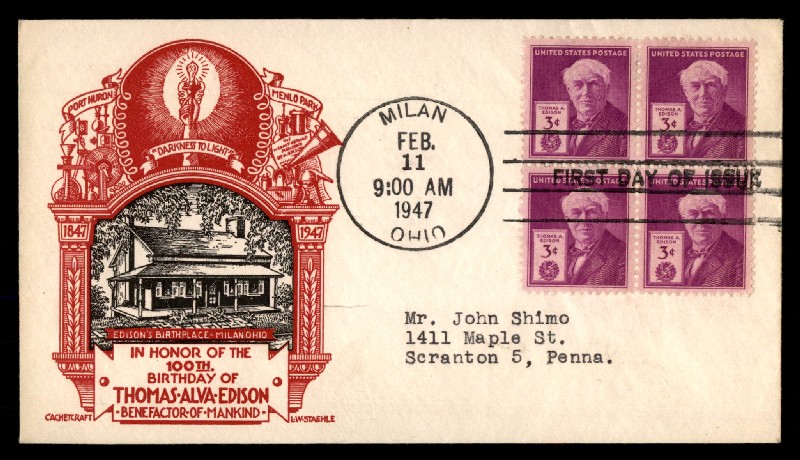 PORT HURON
MENLO PARK
"DARKNESS TO LIGHT"
1847
1947
EDISON'S BIRTHPLACE - MILAN OHIO
IN HONOR OF THE
100TH.
BIRTHDAY OF
THOMAS·ALVA·EDISON
·BENEFACTOR·OF·MANKIND·
CACHETCRAFT
L.W.STAEHLE
MILAN
FEB.
11
9:00 AM
1947
OHIO
UNITED STATES POSTAGE
THOMAS A.
EDISON
3¢
UNITED STATES POSTAGE
THOMAS A.
EDISON
3¢
FIRST DAY OF ISSUE
UNITED STATES POSTAGE
THOMAS A.
EDISON
3¢
UNITED STATES POSTAGE
THOMAS A.
EDISON
3¢
Mr. John Shimo
1411 Maple St.
Scranton 5, Penna.